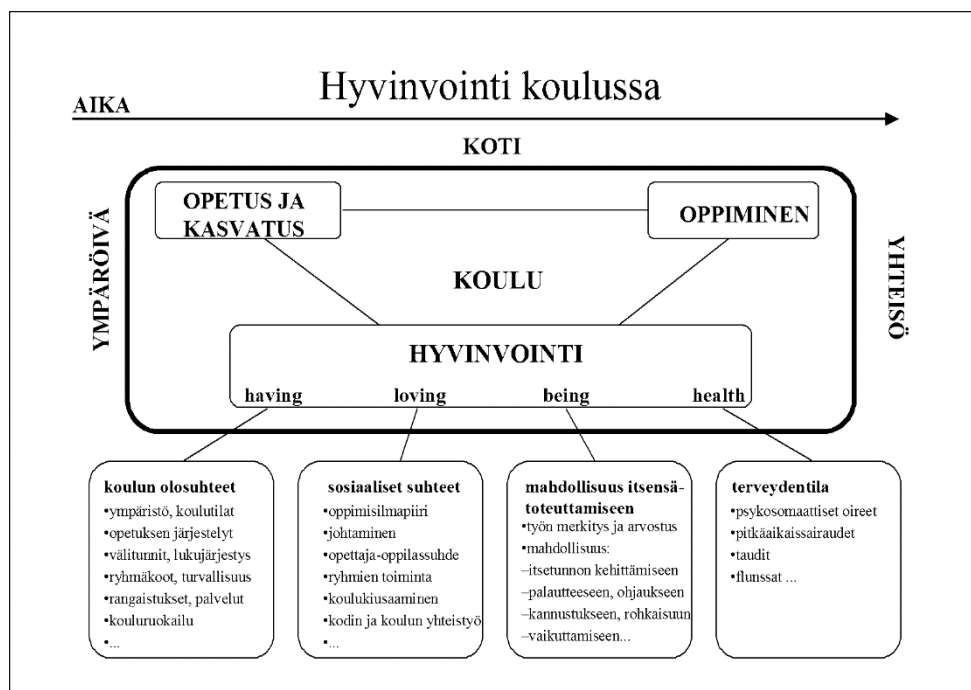 Hyvinvointi koulussa
AIKA
KOTI
YMPÄRÖIVÄ
OPETUS JA
KASVATUS
OPPIMINEN
YHTEISÖ
KOULU
HYVINVOINTI
having loving being health
koulun olosuhteet
•ympäristö, koulutilat
•opetuksen järjestelyt
•välitunnit, lukujärjestys
•ryhmäkoot, turvallisuus
•rangaistukset, palvelut
•kouluruokailu
•...
sosiaaliset suhteet
•oppimisilmapiiri
•johtaminen
•opettaja-oppilassuhde
•ryhmien toiminta
•koulukiusaaminen
•kodin ja koulun yhteistyö
•...
mahdollisuus itsensä-
toteuttamiseen
•työn merkitys ja arvostus
•mahdollisuus:
–itsetunnon kehittämiseen
–palautteeseen, ohjaukseen
–kannustukseen, rohkaisuun
–vaikuttamiseen...
terveydentila
•psykosomaattiset oireet
•pitkäaikaissairaudet
•taudit
•flunssat ...